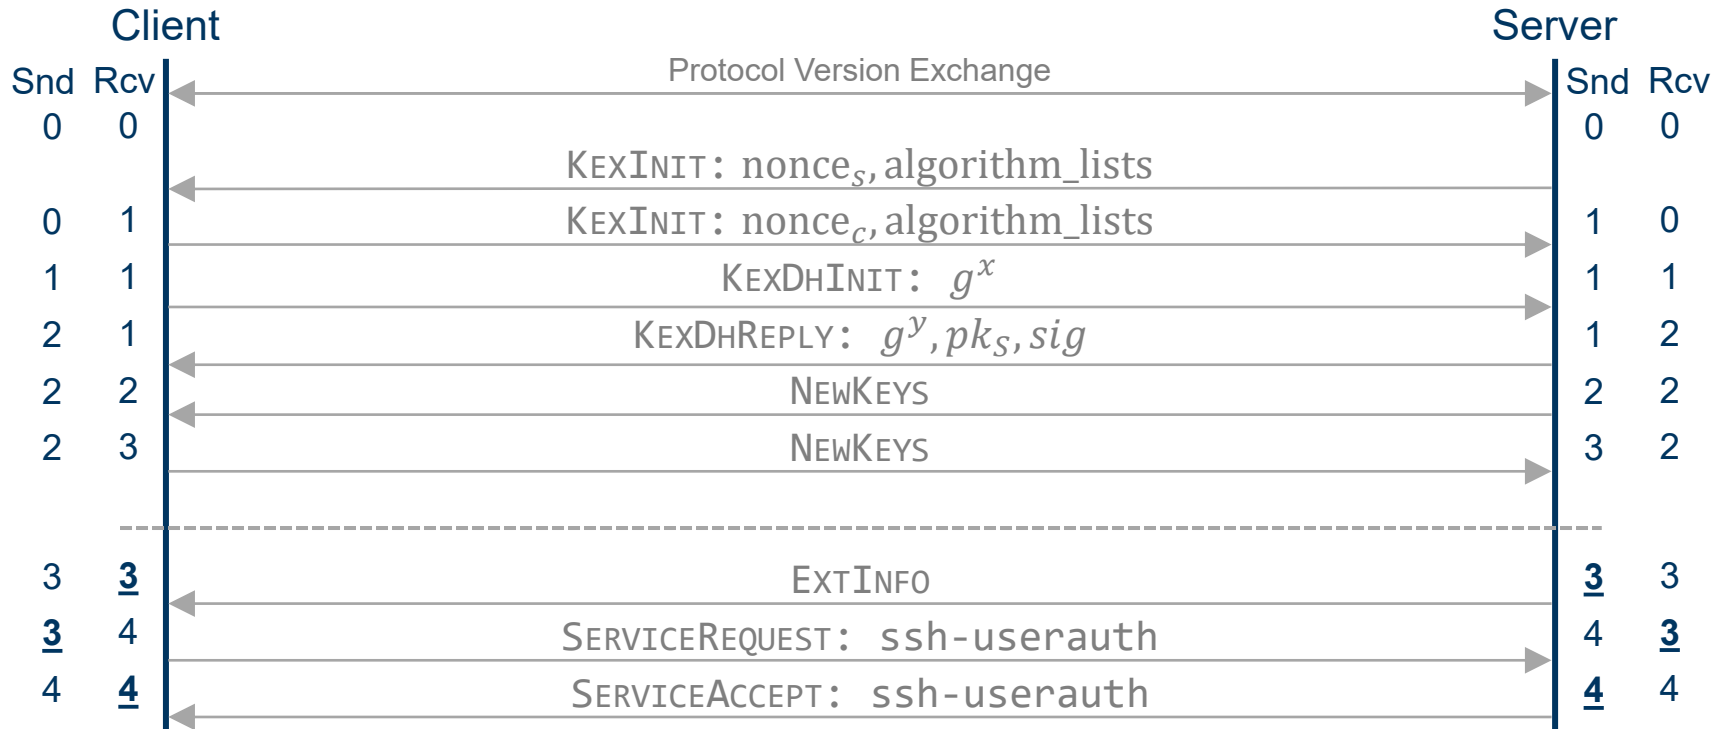 Client Server
Snd Rcv Protocol Version Exchange Snd Rcv
0 0 0 0
KEXINIT: nonceₛ, algorithm_lists
0 1 KEXINIT: nonce_c, algorithm_lists 1 0
1 1 KEXDHINIT: gˣ 1 1
2 1 KEXDHREPLY: gʸ, pk_S, sig 1 2
2 2 NEWKEYS 2 2
2 3 NEWKEYS 3 2
3 3 EXTINFO 3 3
3 4 SERVICEREQUEST: ssh-userauth 4 3
4 4 SERVICEACCEPT: ssh-userauth 4 4